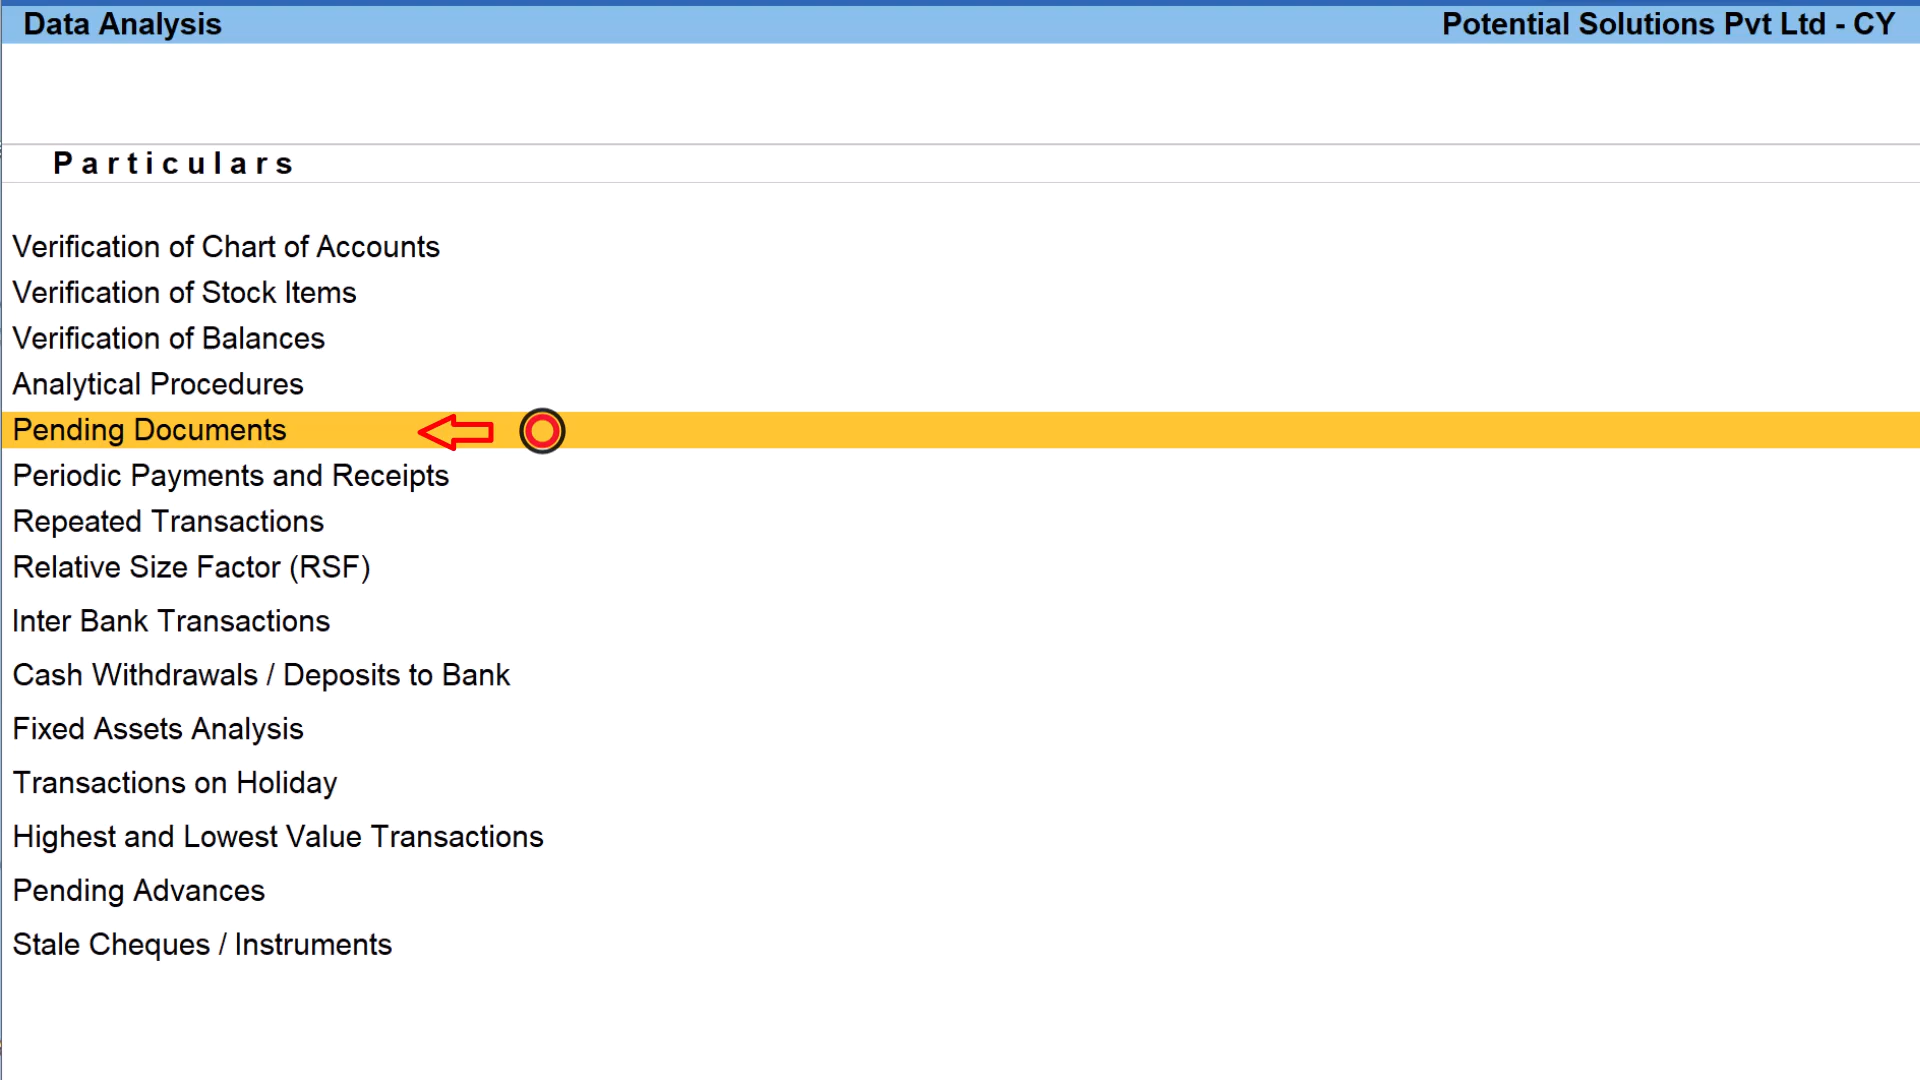 Data Analysis
Potential Solutions Pvt Ltd - CY
Particulars
Verification of Chart of Accounts
Verification of Stock Items
Verification of Balances
Analytical Procedures
Pending Documents
Periodic Payments and Receipts
Repeated Transactions
Relative Size Factor (RSF)
Inter Bank Transactions
Cash Withdrawals / Deposits to Bank
Fixed Assets Analysis
Transactions on Holiday
Highest and Lowest Value Transactions
Pending Advances
Stale Cheques / Instruments